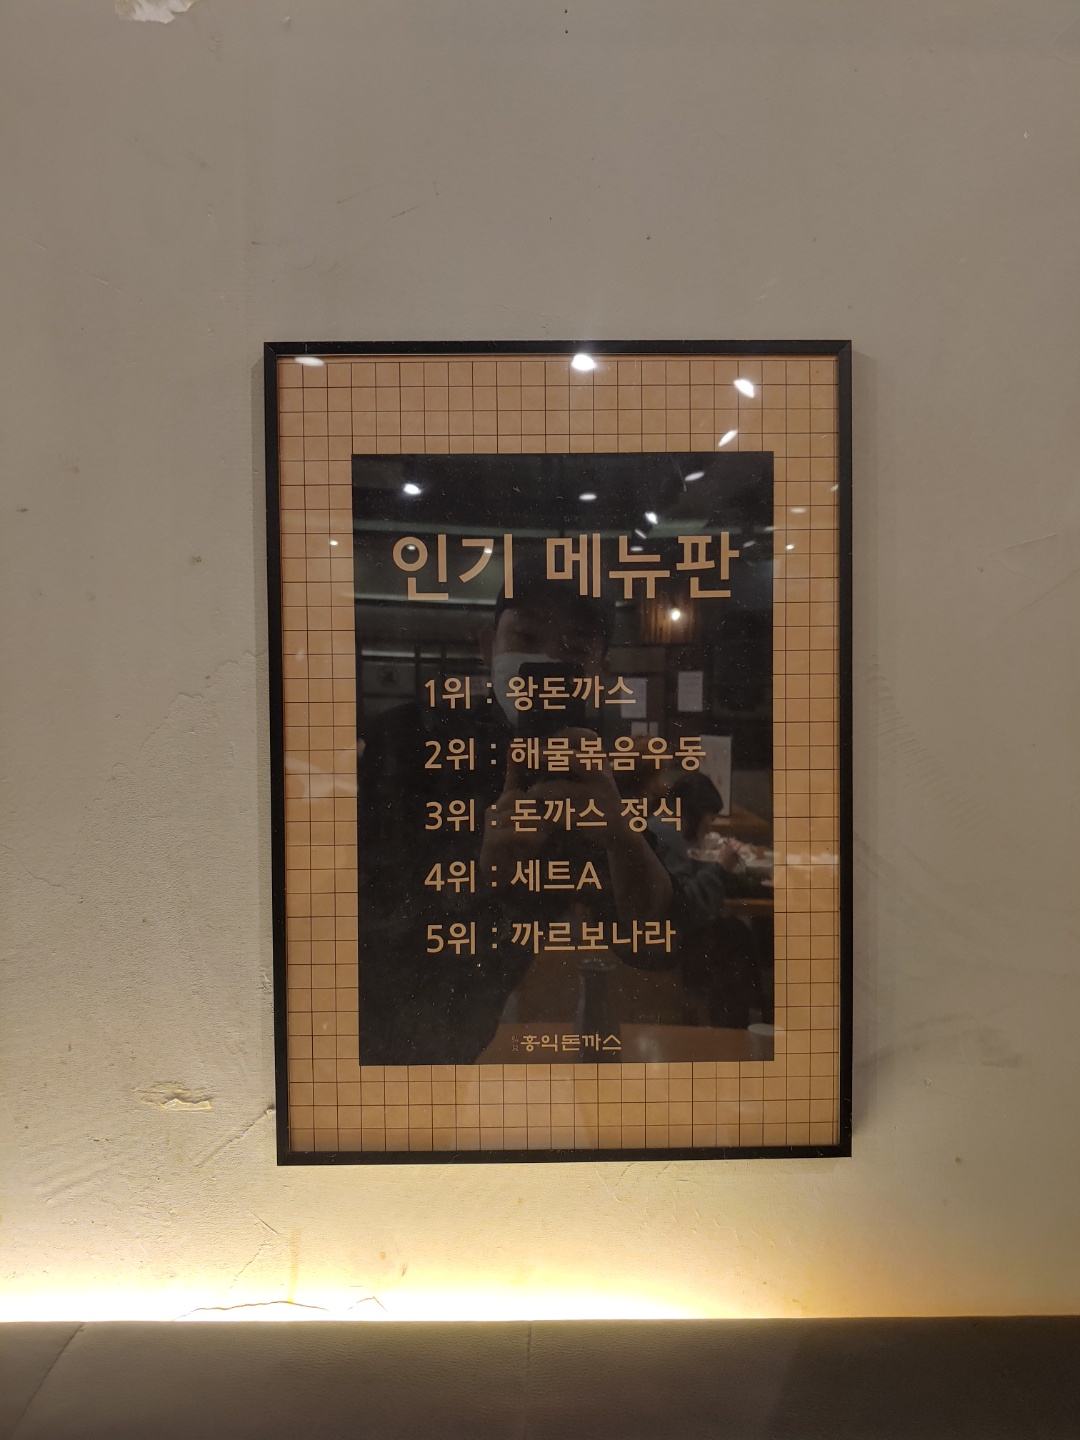 인기 메뉴판
1위 : 왕돈까스
2위 : 해물볶음우동
3위 : 돈까스 정식
4위 : 세트A
5위 : 까르보나라
홍익돈까스